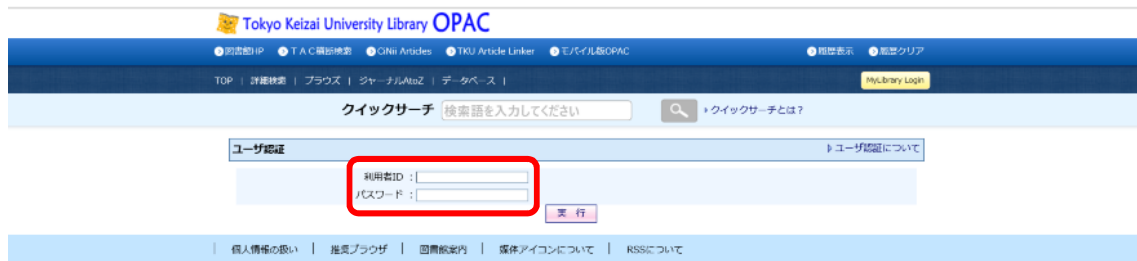 Tokyo Keizai University Library OPAC
図書館HP TAC横断検索 CiNii Articles TKU Article Linker モバイル版OPAC 履歴表示 履歴クリア
TOP | 詳細検索 | ブラウズ | ジャーナルAtoZ | データベース | MyLibrary Login
クイックサーチ 検索語を入力してください クイックサーチとは?
ユーザ認証 ユーザ認証について
利用者ID :
パスワード :
実 行
| 個人情報の扱い | 推奨ブラウザ | 図書館案内 | 媒体アイコンについて | RSSについて